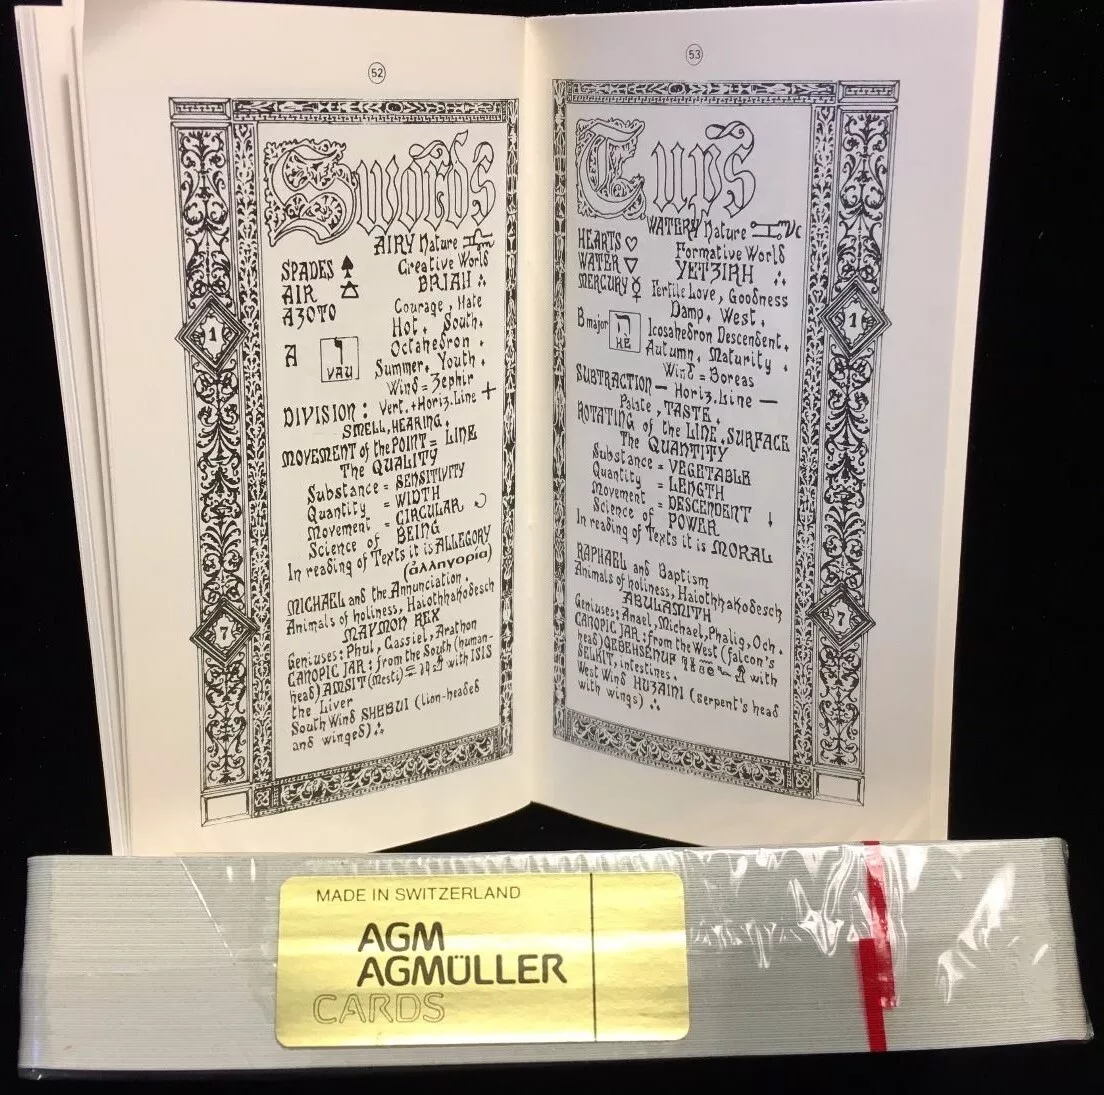 52
Swords
AIRY Nature
SPADES ♠ Creative World
AIR 🜁 BRIAH ∴
AZOTO Courage, Hate
Hot. South.
A ו Octahedron.
VAU Summer. Youth.
Wind = Zephir
DIVISION: Vert.+Horiz.Line +
SMELL, HEARING.
MOVEMENT of the POINT = LINE
The QUALITY
Substance = SENSITIVITY
Quantity = WIDTH
Movement = CIRCULAR
Science of BEING
In reading of Texts it is ALLEGORY
(ἀλληγορία)
MICHAEL and the Annunciation.
Animals of holiness, Haiothhakodesch
MAYMON REX
Geniuses: Phul, Cassiel, Arathon
CANOPIC JAR: from the South (human-
head) AMSIT (Mesti) with ISIS
the Liver
South Wind SHEBUI (lion-headed
and winged) ∴
53
Cups
WATERY Nature
HEARTS ♡ Formative World
WATER ▽ YETZIRH ∴
MERCURY ☿ Fertile Love, Goodness
Damp. West.
B major ה Icosahedron Descendent.
HE Autumn, Maturity.
Wind = Boreas
SUBTRACTION — Horiz.Line —
Palate, TASTE.
ROTATING of the LINE. SURFACE
The QUANTITY
Substance = VEGETABLE
Quantity = LENGTH
Movement = DESCENDENT ↓
Science of POWER
In reading of Texts it is MORAL
RAPHAEL and Baptism
Animals of holiness, Haiothhakodesch
ABULAMITH
Geniuses: Anael, Michael, Phalig, Och.
CANOPIC JAR: from the West (falcon's
head) QEBEHSENUF with
SELKIT, intestines.
West Wind HUZAINI (serpent's head
with wings) ∴
1
7
1
7
MADE IN SWITZERLAND
AGM
AGMÜLLER
CARDS